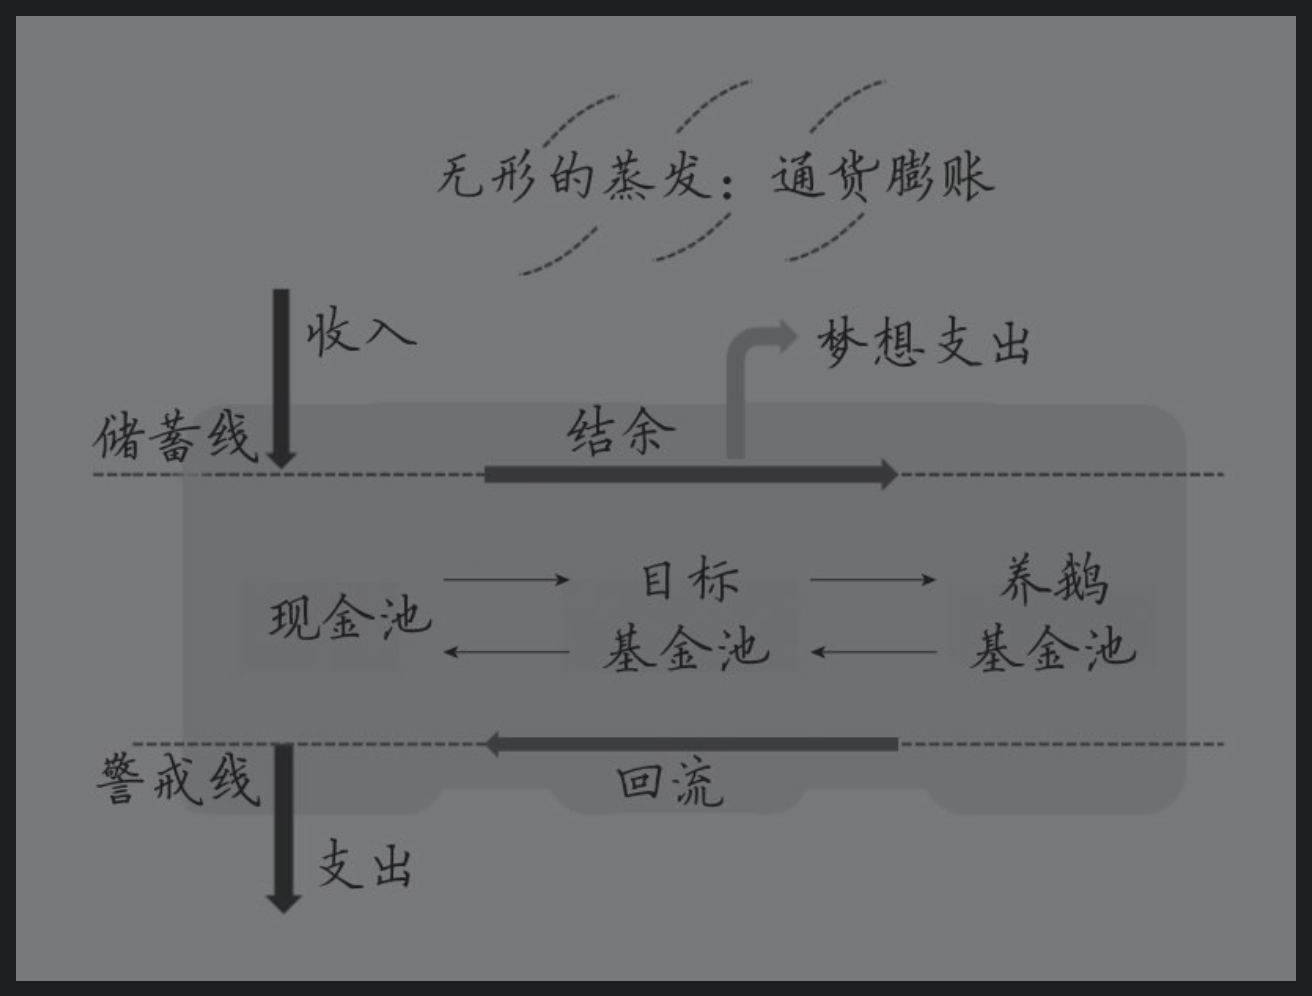 无形的蒸发：通货膨账
收入
梦想支出
储蓄线
结余
现金池
目标
基金池
养鹅
基金池
警戒线
回流
支出